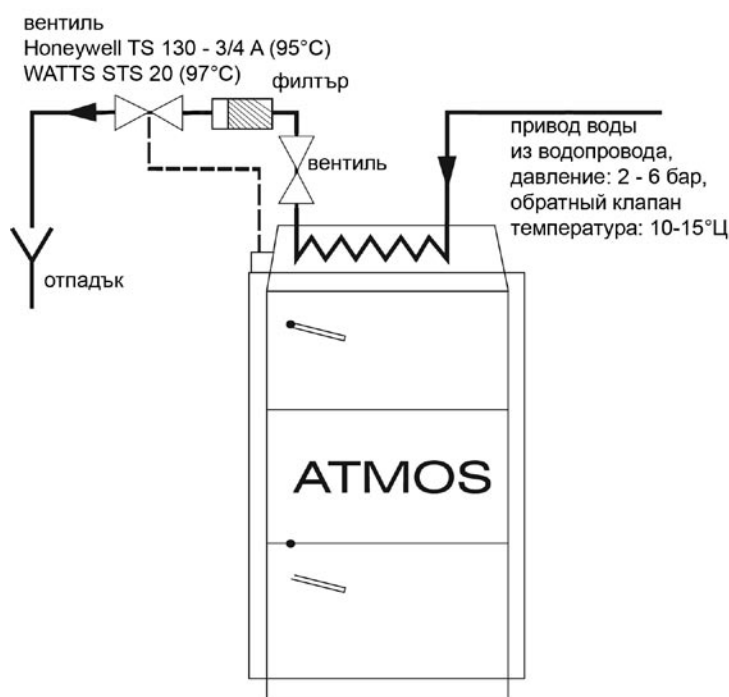 вентиль
Honeywell TS 130 - 3/4 A (95°C)
WATTS STS 20 (97°C)
филтър
вентиль
привод воды
из водопровода,
давление: 2 - 6 бар,
обратный клапан
температура: 10-15°Ц
отпадък
ATMOS